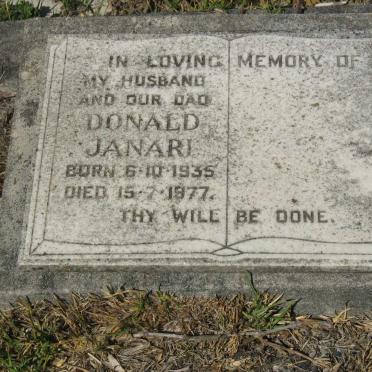 IN LOVING MEMORY OF
MY HUSBAND
AND OUR DAD
DONALD
JANARI
BORN 6-10-1935
DIED 15-7-1977.
THY WILL BE DONE.